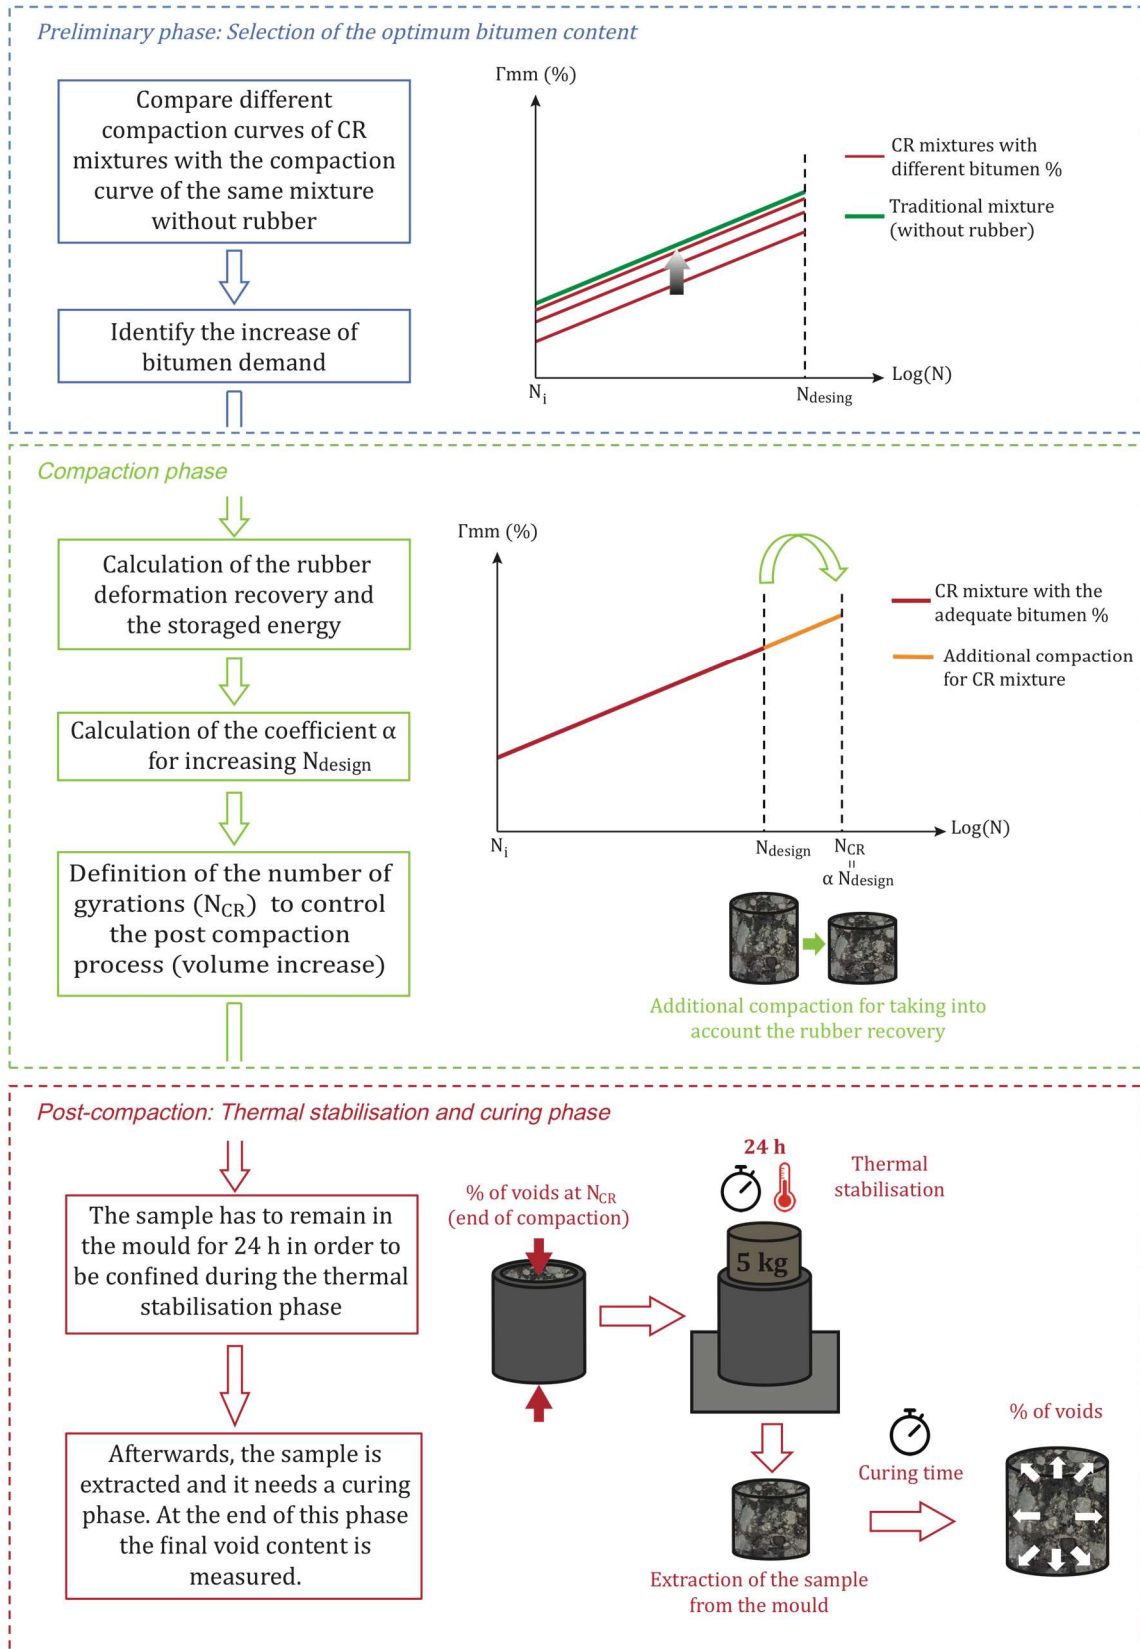 Preliminary phase: Selection of the optimum bitumen content
Compare different
compaction curves of CR
mixtures with the compaction
curve of the same mixture
without rubber
Identify the increase of
bitumen demand
Γmm (%)
CR mixtures with
different bitumen %
Traditional mixture
(without rubber)
Log(N)
Ni
Ndesing
Compaction phase
Calculation of the rubber
deformation recovery and
the storaged energy
Calculation of the coefficient α
for increasing Ndesign
Definition of the number of
gyrations (NCR) to control
the post compaction
process (volume increase)
Γmm (%)
CR mixture with the
adequate bitumen %
Additional compaction
for CR mixture
Log(N)
Ni
Ndesign
NCR
=
α Ndesign
Additional compaction for taking into
account the rubber recovery
Post-compaction: Thermal stabilisation and curing phase
The sample has to remain in
the mould for 24 h in order to
be confined during the thermal
stabilisation phase
Afterwards, the sample is
extracted and it needs a curing
phase. At the end of this phase
the final void content is
measured.
% of voids at NCR
(end of compaction)
24 h
Thermal
stabilisation
5 kg
Extraction of the sample
from the mould
Curing time
% of voids